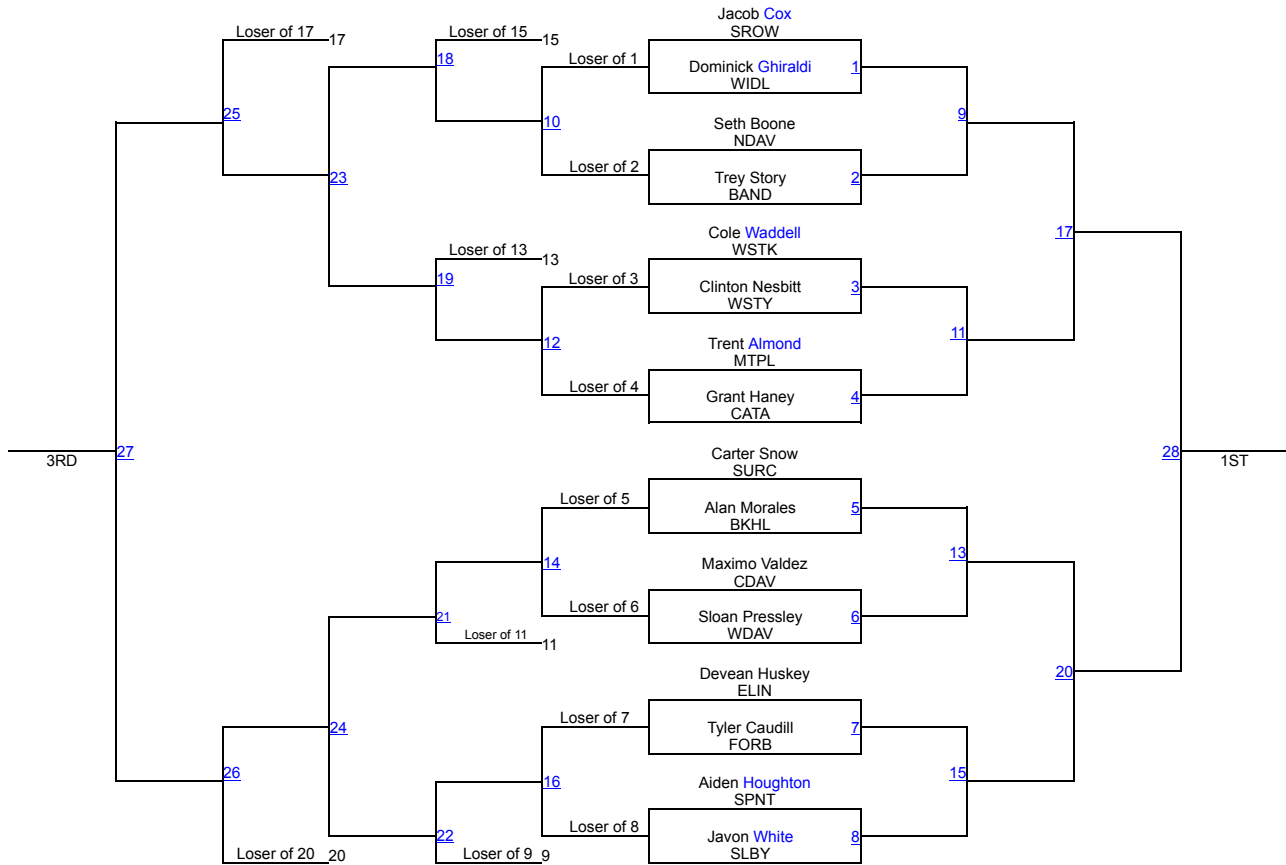 Jacob Cox
Loser of 17 17
Loser of 15 15
SROW
18
Loser of 1
Dominick Ghiraldi 1
WIDL
25
10
9
Seth Boone
NDAV
23
Loser of 2
Trey Story 2
BAND
17
Cole Waddell
Loser of 13 13
WSTK
19
Loser of 3
Clinton Nesbitt 3
WSTY
12
11
Trent Almond
MTPL
Loser of 4
Grant Haney 4
CATA
3RD
27
Carter Snow
28
1ST
SURC
Loser of 5
Alan Morales 5
BKHL
14
13
Maximo Valdez
CDAV
21
Loser of 6
Sloan Pressley 6
WDAV
Loser of 11 11
20
Devean Huskey
ELIN
24
Loser of 7
Tyler Caudill 7
FORB
26
16
15
Aiden Houghton
SPNT
22
Loser of 8
Javon White 8
SLBY
Loser of 20 20
Loser of 9 9